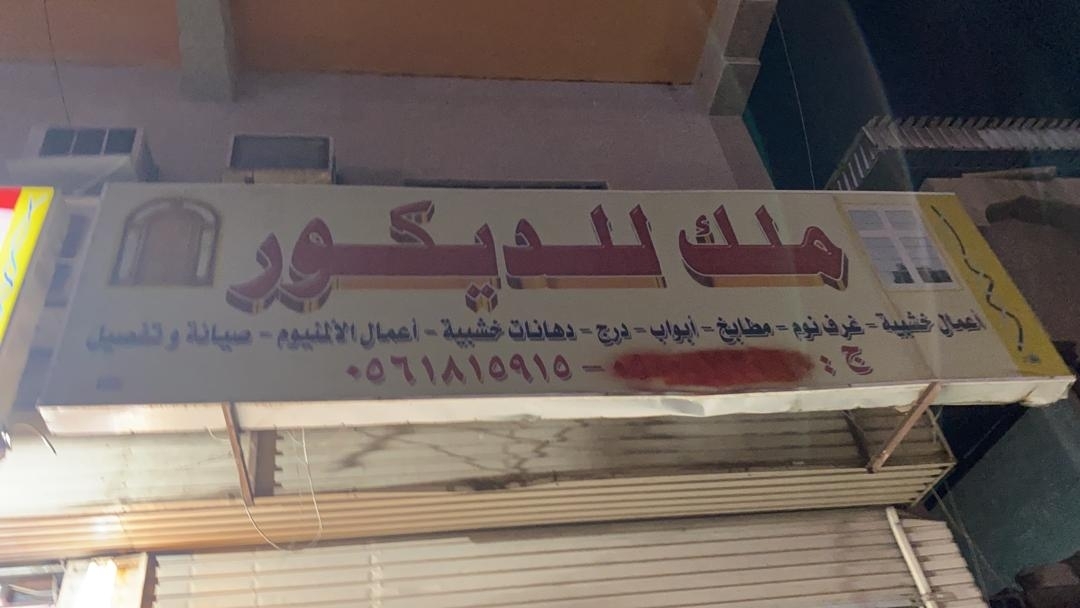 ملك للديكور
أعمال خشبية - غرف نوم - مطابخ - أبواب - درج - دهانات خشبية - أعمال الألمنيوم - صيانة وتفصيل
ج : - ٠٥٦١٨١٥٩١٥